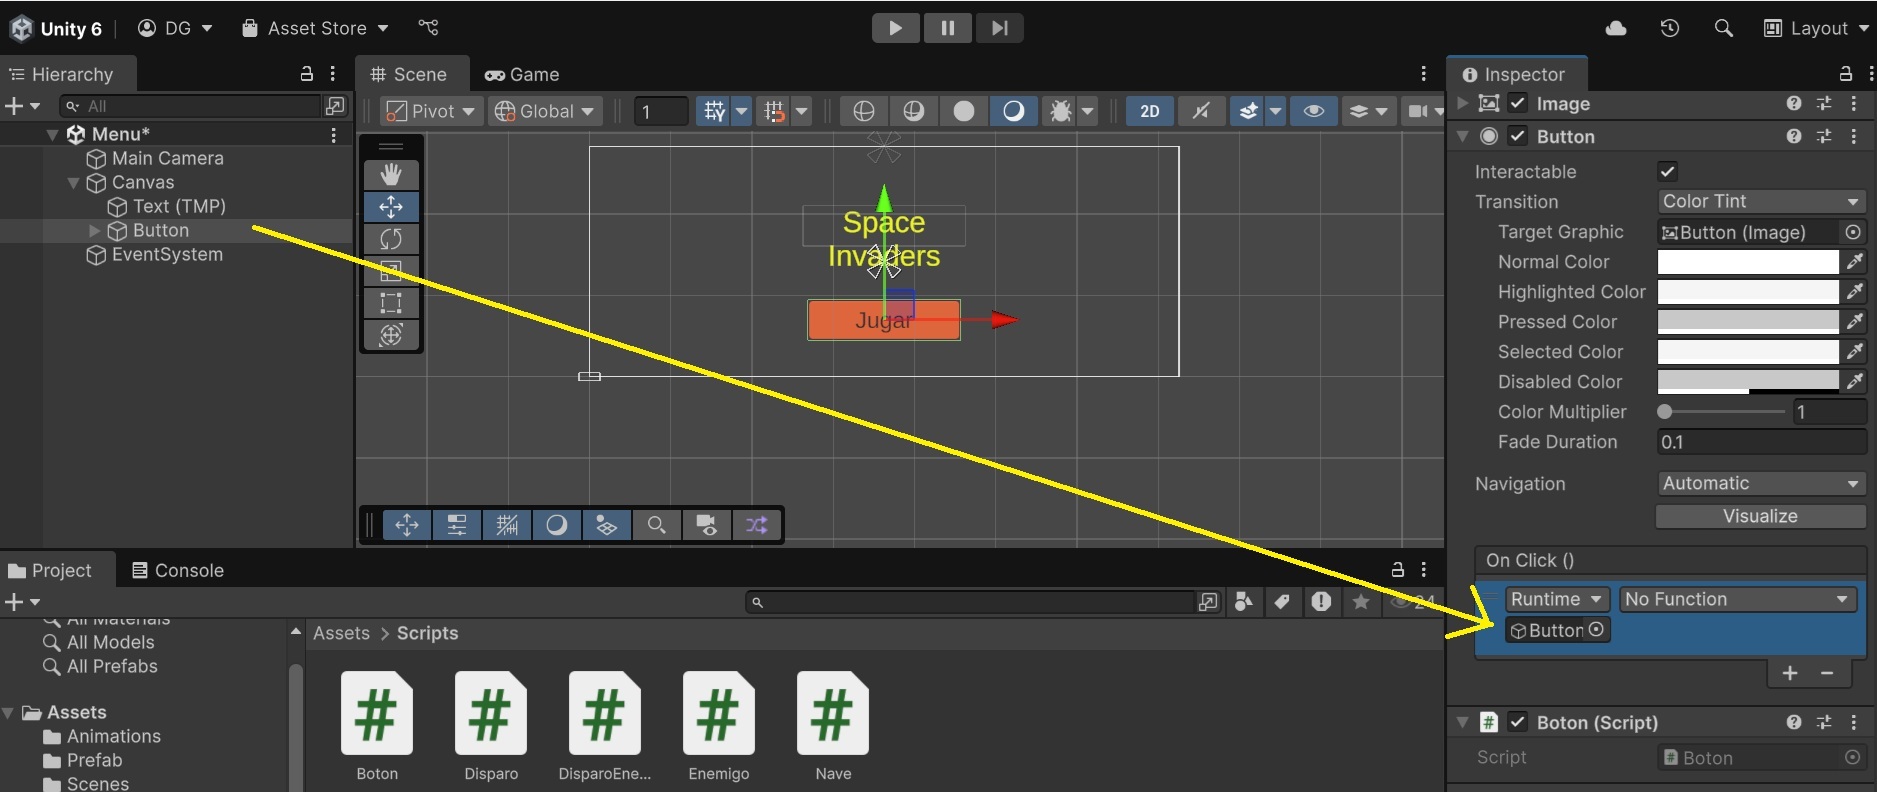 Unity 6 DG Asset Store Layout
Hierarchy
All
Menu*
Main Camera
Canvas
Text (TMP)
Button
EventSystem
Scene Game
Pivot Global 1 2D
Space
Invaders
Jugar
Inspector
Image
Button
Interactable
Transition Color Tint
Target Graphic Button (Image)
Normal Color
Highlighted Color
Pressed Color
Selected Color
Disabled Color
Color Multiplier 1
Fade Duration 0.1
Navigation Automatic
Visualize
On Click ()
Runtime No Function
Button
Boton (Script)
Script # Boton
Project Console
24
All Materials
All Models
All Prefabs
Assets
Animations
Prefab
Scenes
Assets > Scripts
# # # # #
Boton Disparo DisparoEne... Enemigo Nave